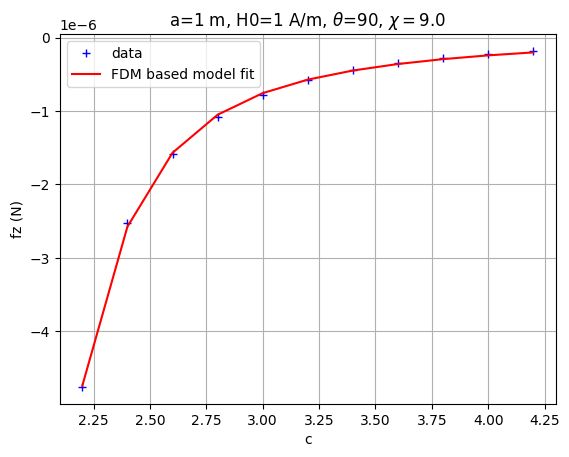 a=1 m, H0=1 A/m, θ=90, χ = 9.0
1e−6
data
FDM based model fit
0
−1
−2
−3
−4
fz (N)
2.25 2.50 2.75 3.00 3.25 3.50 3.75 4.00 4.25
c